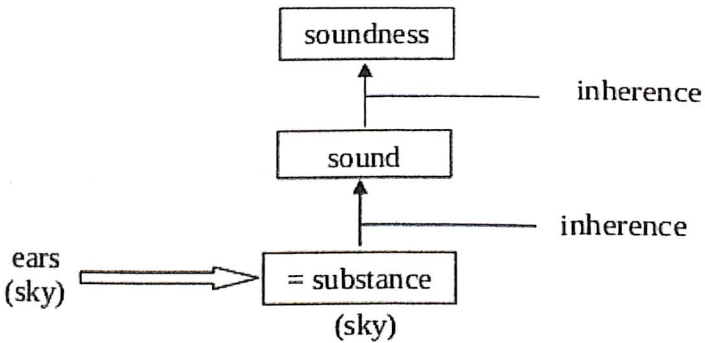 soundness
inherence
sound
inherence
ears
(sky)
= substance
(sky)